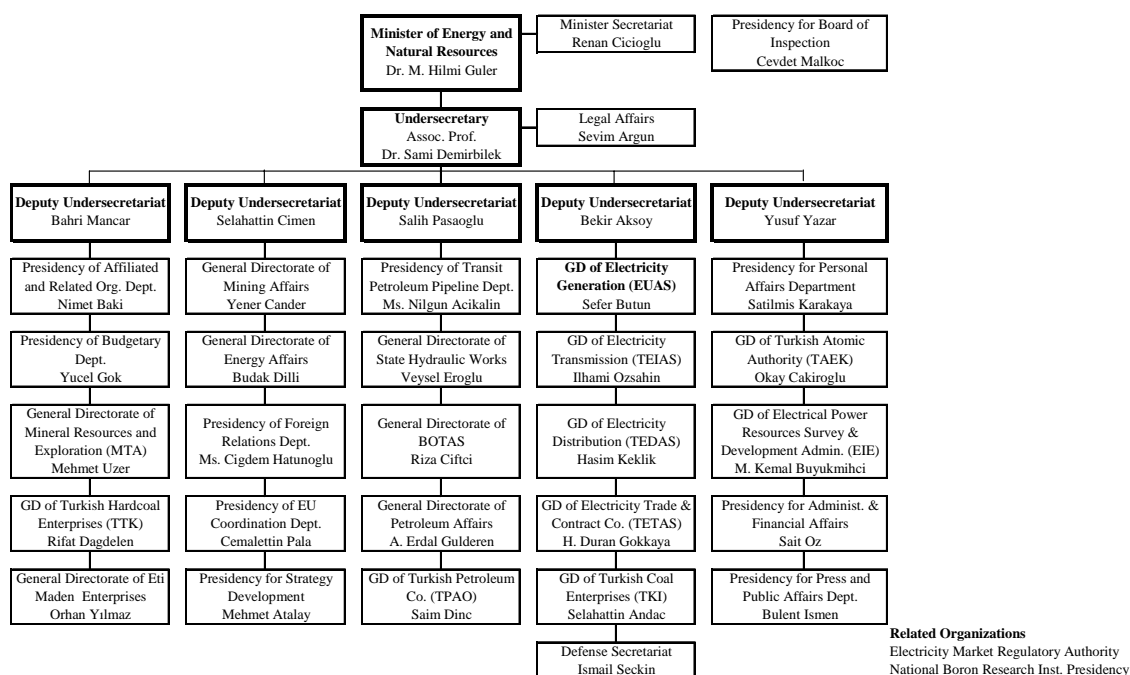 Minister of Energy and
Natural Resources
Dr. M. Hilmi Guler
Minister Secretariat
Renan Cicioglu
Presidency for Board of
Inspection
Cevdet Malkoc
Undersecretary
Assoc. Prof.
Dr. Sami Demirbilek
Legal Affairs
Sevim Argun
Deputy Undersecretariat
Bahri Mancar
Deputy Undersecretariat
Selahattin Cimen
Deputy Undersecretariat
Salih Pasaoglu
Deputy Undersecretariat
Bekir Aksoy
Deputy Undersecretariat
Yusuf Yazar
Presidency of Affiliated
and Related Org. Dept.
Nimet Baki
General Directorate of
Mining Affairs
Yener Cander
Presidency of Transit
Petroleum Pipeline Dept.
Ms. Nilgun Acikalin
GD of Electricity
Generation (EUAS)
Sefer Butun
Presidency for Personal
Affairs Department
Satilmis Karakaya
Presidency of Budgetary
Dept.
Yucel Gok
General Directorate of
Energy Affairs
Budak Dilli
General Directorate of
State Hydraulic Works
Veysel Eroglu
GD of Electricity
Transmission (TEIAS)
Ilhami Ozsahin
GD of Turkish Atomic
Authority (TAEK)
Okay Cakiroglu
General Directorate of
Mineral Resources and
Exploration (MTA)
Mehmet Uzer
Presidency of Foreign
Relations Dept.
Ms. Cigdem Hatunoglu
General Directorate of
BOTAS
Riza Ciftci
GD of Electricity
Distribution (TEDAS)
Hasim Keklik
GD of Electrical Power
Resources Survey &
Development Admin. (EIE)
M. Kemal Buyukmihci
GD of Turkish Hardcoal
Enterprises (TTK)
Rifat Dagdelen
Presidency of EU
Coordination Dept.
Cemalettin Pala
General Directorate of
Petroleum Affairs
A. Erdal Gulderen
GD of Electricity Trade &
Contract Co. (TETAS)
H. Duran Gokkaya
Presidency for Administ. &
Financial Affairs
Sait Oz
General Directorate of Eti
Maden Enterprises
Orhan Yılmaz
Presidency for Strategy
Development
Mehmet Atalay
GD of Turkish Petroleum
Co. (TPAO)
Saim Dinc
GD of Turkish Coal
Enterprises (TKI)
Selahattin Andac
Presidency for Press and
Public Affairs Dept.
Bulent Ismen
Defense Secretariat
Ismail Seckin
Related Organizations
Electricity Market Regulatory Authority
National Boron Research Inst. Presidency